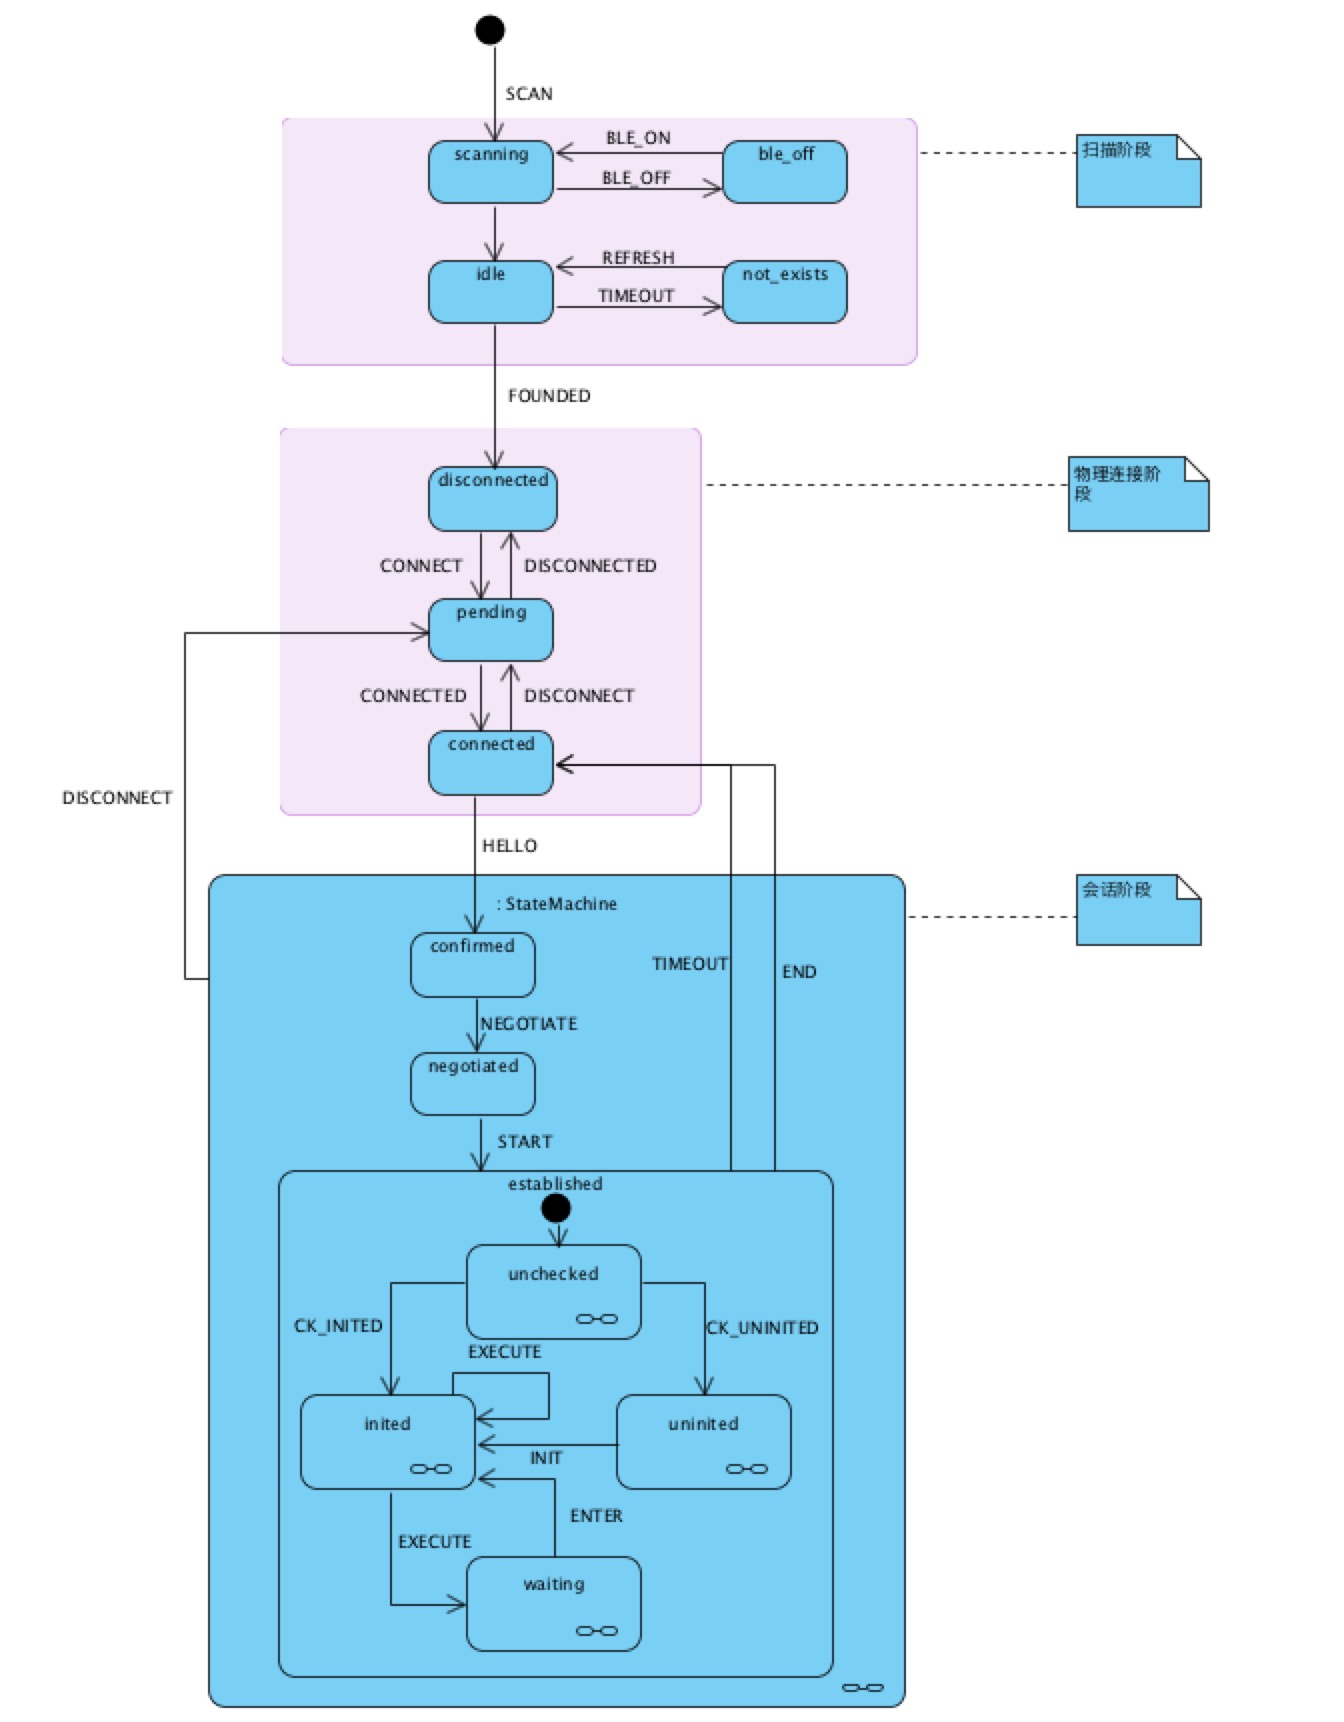 SCAN
scanning
BLE_ON
ble_off
BLE_OFF
扫描阶段
idle
REFRESH
not_exists
TIMEOUT
FOUNDED
disconnected
物理连接阶
段
CONNECT
DISCONNECTED
pending
CONNECTED
DISCONNECT
connected
DISCONNECT
HELLO
: StateMachine
会话阶段
confirmed
TIMEOUT
END
NEGOTIATE
negotiated
START
established
unchecked
CK_INITED
CK_UNINITED
EXECUTE
inited
uninited
INIT
ENTER
EXECUTE
waiting